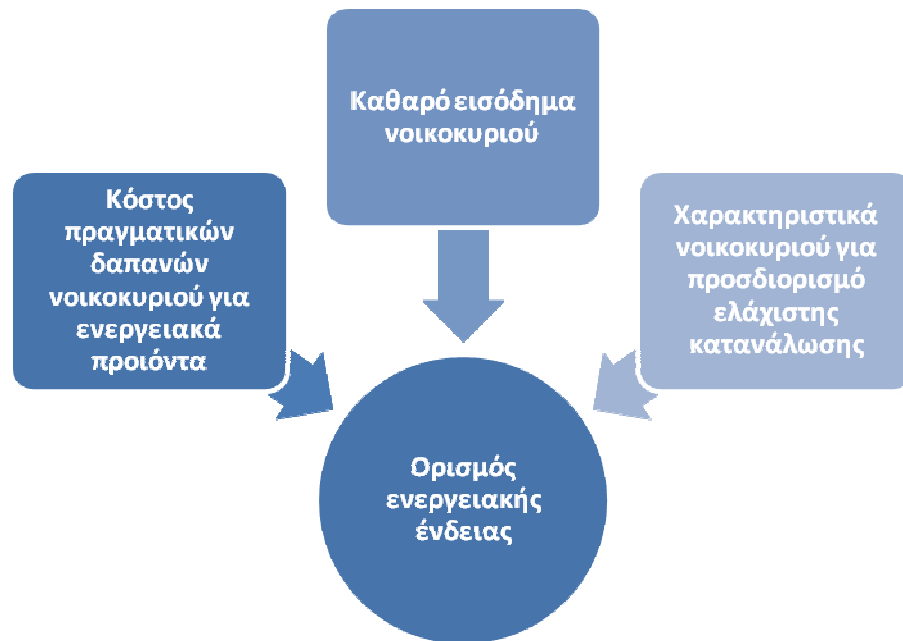 Καθαρό εισόδημα
νοικοκυριού
Κόστος
πραγματικών
δαπανών
νοικοκυριού για
ενεργειακά
προιόντα
Χαρακτηριστικά
νοικοκυριού για
προσδιορισμό
ελάχιστης
κατανάλωσης
Ορισμός
ενεργειακής
ένδειας